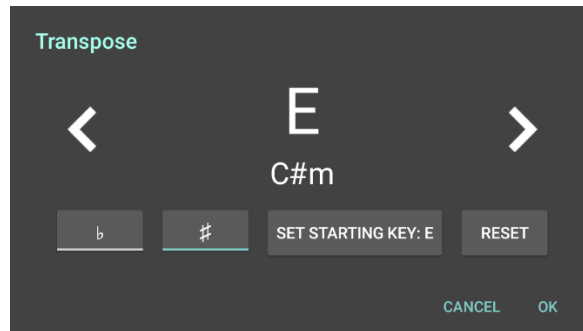 Transpose
E
C#m
♭ ♯ SET STARTING KEY: E RESET
CANCEL OK